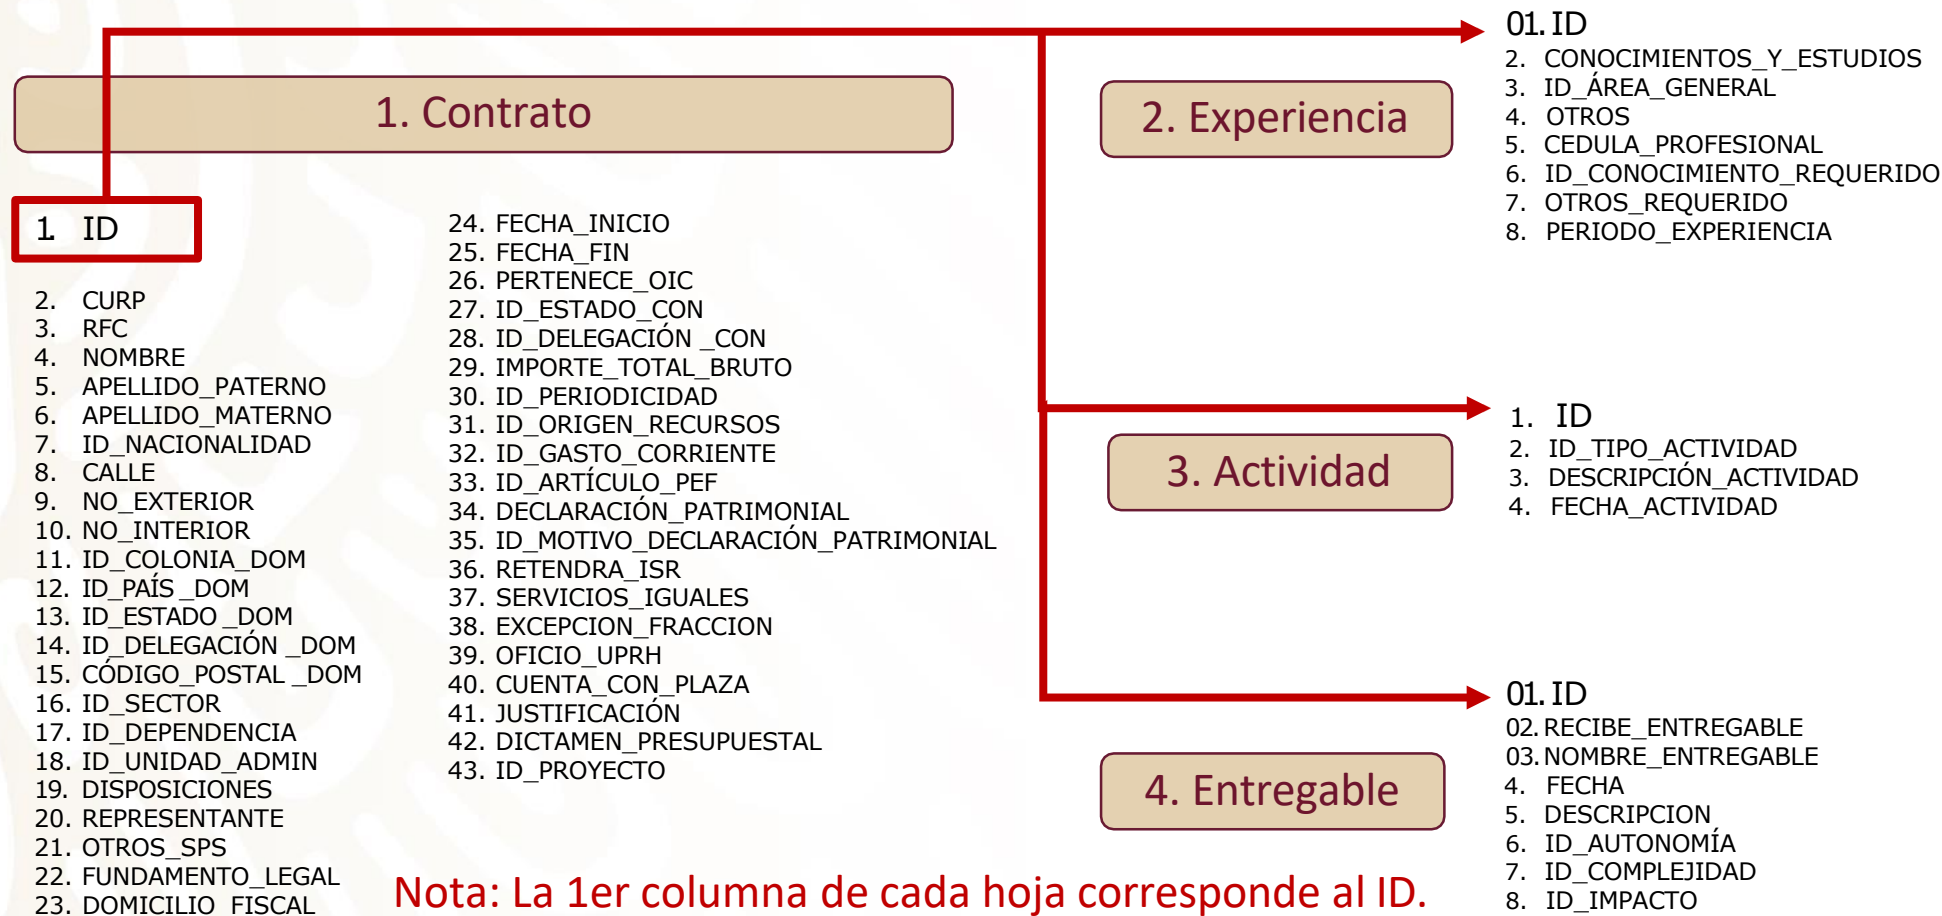 1. Contrato
1. ID
2. CURP
3. RFC
4. NOMBRE
5. APELLIDO_PATERNO
6. APELLIDO_MATERNO
7. ID_NACIONALIDAD
8. CALLE
9. NO_EXTERIOR
10. NO_INTERIOR
11. ID_COLONIA_DOM
12. ID_PAÍS_DOM
13. ID_ESTADO_DOM
14. ID_DELEGACIÓN _DOM
15. CÓDIGO_POSTAL _DOM
16. ID_SECTOR
17. ID_DEPENDENCIA
18. ID_UNIDAD_ADMIN
19. DISPOSICIONES
20. REPRESENTANTE
21. OTROS_SPS
22. FUNDAMENTO_LEGAL
23. DOMICILIO_FISCAL
24. FECHA_INICIO
25. FECHA_FIN
26. PERTENECE_OIC
27. ID_ESTADO_CON
28. ID_DELEGACIÓN _CON
29. IMPORTE_TOTAL_BRUTO
30. ID_PERIODICIDAD
31. ID_ORIGEN_RECURSOS
32. ID_GASTO_CORRIENTE
33. ID_ARTÍCULO_PEF
34. DECLARACIÓN_PATRIMONIAL
35. ID_MOTIVO_DECLARACIÓN_PATRIMONIAL
36. RETENDRA_ISR
37. SERVICIOS_IGUALES
38. EXCEPCION_FRACCION
39. OFICIO_UPRH
40. CUENTA_CON_PLAZA
41. JUSTIFICACIÓN
42. DICTAMEN_PRESUPUESTAL
43. ID_PROYECTO
2. Experiencia
01. ID
2. CONOCIMIENTOS_Y_ESTUDIOS
3. ID_ÁREA_GENERAL
4. OTROS
5. CEDULA_PROFESIONAL
6. ID_CONOCIMIENTO_REQUERIDO
7. OTROS_REQUERIDO
8. PERIODO_EXPERIENCIA
3. Actividad
1. ID
2. ID_TIPO_ACTIVIDAD
3. DESCRIPCIÓN_ACTIVIDAD
4. FECHA_ACTIVIDAD
4. Entregable
01. ID
02. RECIBE_ENTREGABLE
03. NOMBRE_ENTREGABLE
4. FECHA
5. DESCRIPCION
6. ID_AUTONOMÍA
7. ID_COMPLEJIDAD
8. ID_IMPACTO
Nota: La 1er columna de cada hoja corresponde al ID.